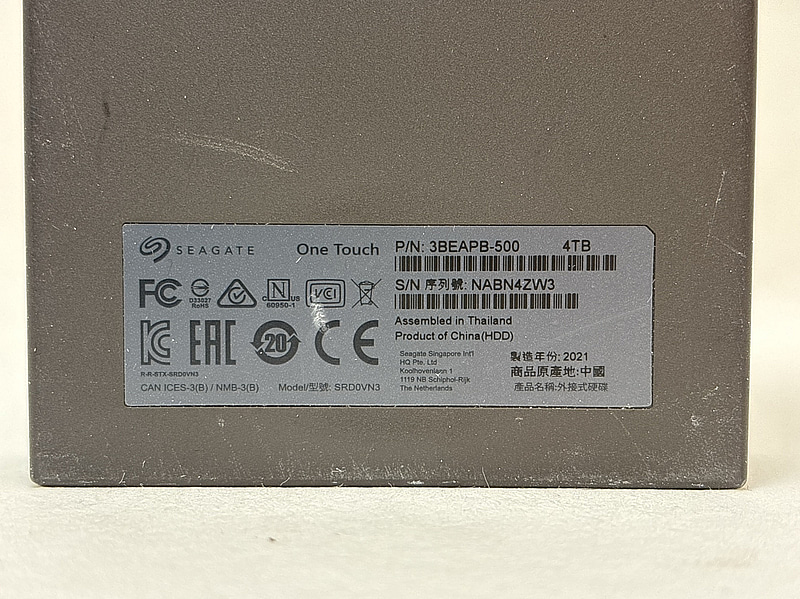 SEAGATE One Touch P/N: 3BEAPB-500 4TB
S/N 序列號: NABN4ZW3
FC D33027 RoHS c N us 60950-1 VCI
Assembled in Thailand
Product of China(HDD)
EAC 20 CE
R-R-STX-SRD0VN3
CAN ICES-3(B) / NMB-3(B) Model/型號: SRD0VN3
Seagate Singapore Int'l
HQ Pte. Ltd
Koolhovenlann 1
1119 NB Schiphol-Rijk
The Netherlands
製造年份: 2021
商品原產地:中國
產品名稱:外接式硬碟